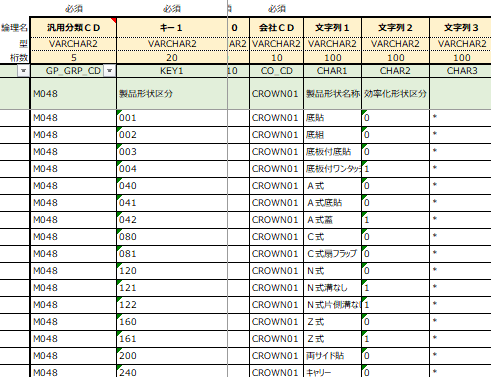 必須 必須 須 必須
論理名 汎用分類ＣＤ キー１ 0 会社ＣＤ 文字列１ 文字列２ 文字列３
型 VARCHAR2 VARCHAR2 AR2 VARCHAR2 VARCHAR2 VARCHAR2 VARCHAR2
桁数 5 20 10 100 100 100
GP_GRP_CD KEY1 10 CO_CD CHAR1 CHAR2 CHAR3
M048 製品形状区分 CROWN01 製品形状名称 効率化形状区分
M048 001 CROWN01 底貼 0 *
M048 002 CROWN01 底組 0 *
M048 003 CROWN01 底板付底貼 0 *
M048 004 CROWN01 底板付ワンタッチ 1 *
M048 040 CROWN01 Ａ式 0 *
M048 041 CROWN01 Ａ式底貼 0 *
M048 042 CROWN01 Ａ式蓋 1 *
M048 080 CROWN01 Ｃ式 0 *
M048 081 CROWN01 Ｃ式扇フラップ 0 *
M048 120 CROWN01 Ｎ式 0 *
M048 121 CROWN01 Ｎ式溝なし 1 *
M048 122 CROWN01 Ｎ式片側溝な 1 *
M048 160 CROWN01 Ｚ式 0 *
M048 161 CROWN01 Ｚ式 1 *
M048 200 CROWN01 両サイド貼 0 *
M048 240 CROWN01 キャリー 0 *